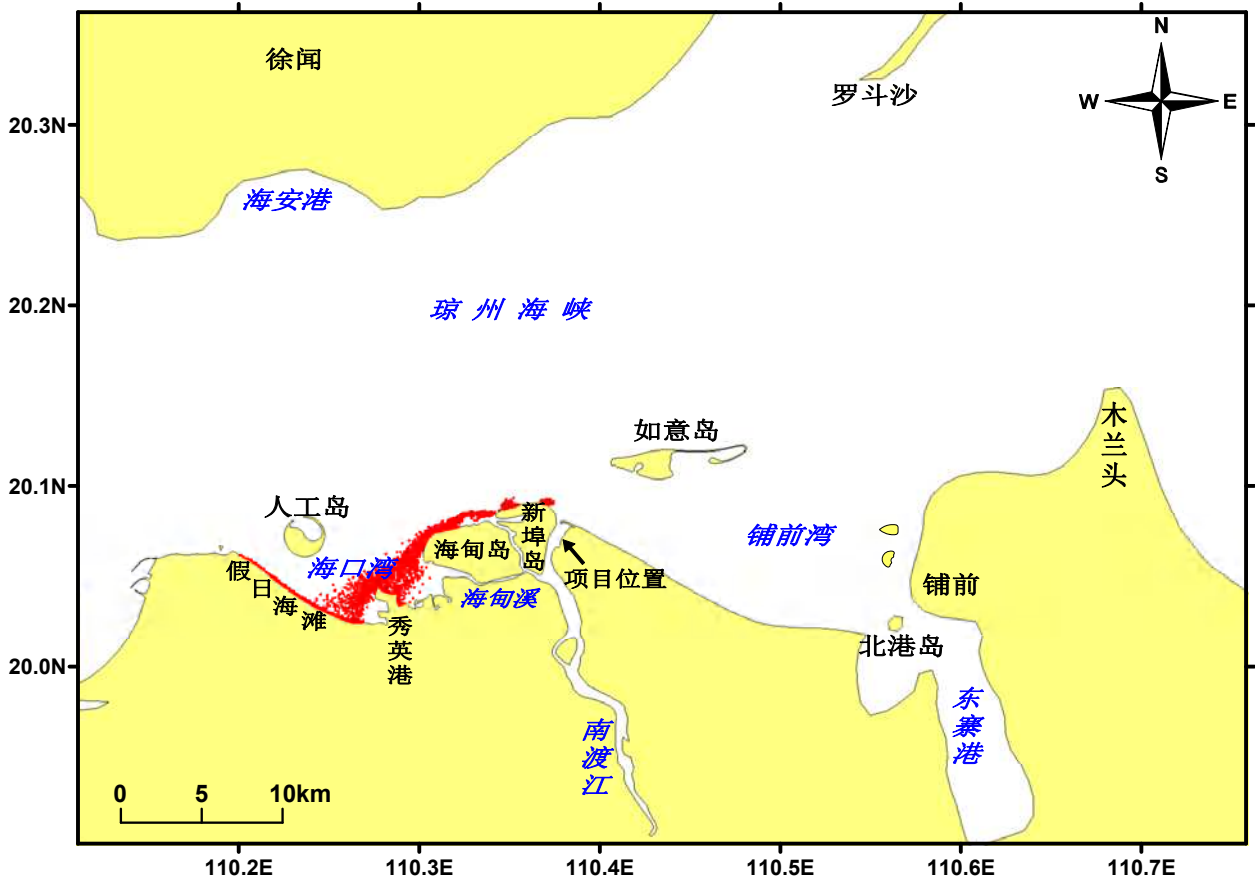 徐闻
罗斗沙
N
W
E
S
20.3N
海安港
20.2N
琼州海峡
如意岛
木兰头
20.1N
人工岛
新埠岛
铺前湾
海口湾
海甸岛
项目位置
假日海滩
海甸溪
铺前
秀英港
北港岛
20.0N
东寨港
南渡江
0 5 10km
110.2E 110.3E 110.4E 110.5E 110.6E 110.7E